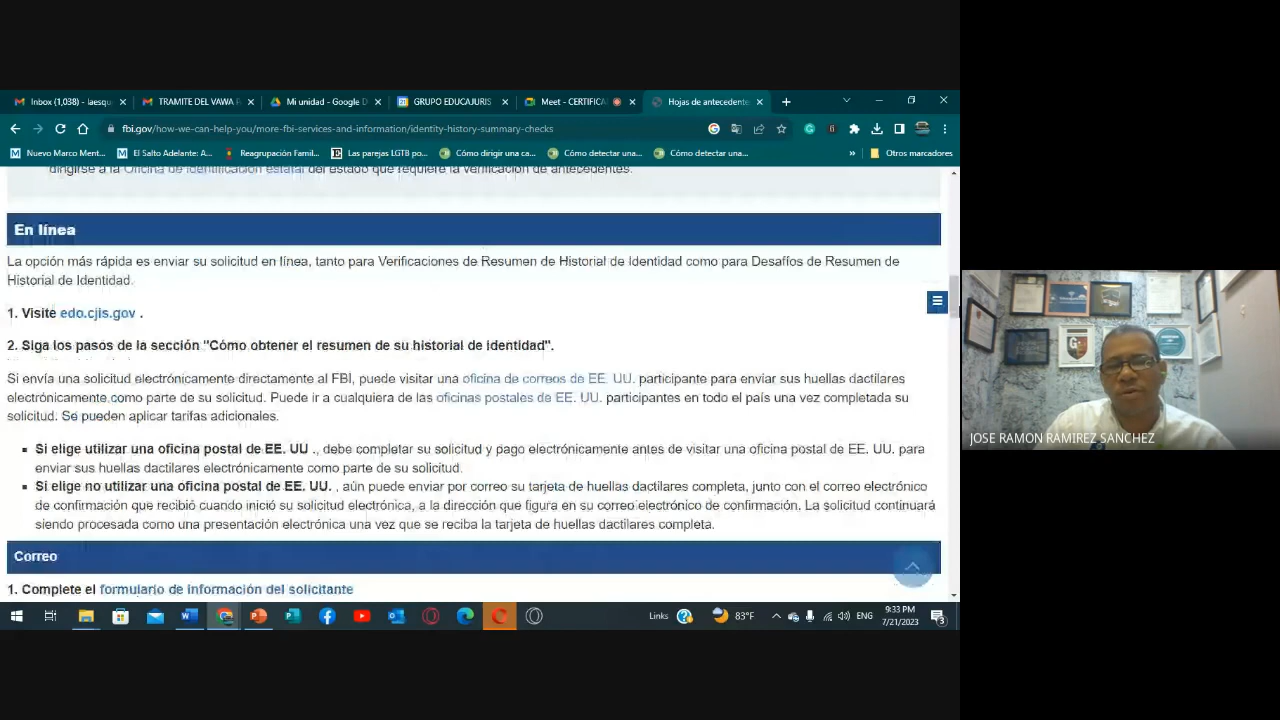 Inbox (1,038) - laesqu
TRAMITE DEL VAWA
Mi unidad - Google D
GRUPO EDUCAJURIS
Meet - CERTIFICA
Hojas de antecedente
fbi.gov/how-we-can-help-you/more-fbi-services-and-information/identity-history-summary-checks
Nuevo Marco Ment...
El Salto Adelante: A...
Reagrupación Famil...
Las parejas LGTB po...
Cómo dirigir una ca...
Cómo detectar una...
Cómo detectar una...
»
Otros marcadores
dirigirse a la Oficina de identificación estatal del estado que requiere la verificación de antecedentes.
En línea
La opción más rápida es enviar su solicitud en línea, tanto para Verificaciones de Resumen de Historial de Identidad como para Desafíos de Resumen de
Historial de Identidad.
1. Visite edo.cjis.gov .
2. Siga los pasos de la sección "Cómo obtener el resumen de su historial de identidad".
Si envía una solicitud electrónicamente directamente al FBI, puede visitar una oficina de correos de EE. UU. participante para enviar sus huellas dactilares
electrónicamente como parte de su solicitud. Puede ir a cualquiera de las oficinas postales de EE. UU. participantes en todo el país una vez completada su
solicitud. Se pueden aplicar tarifas adicionales.
Si elige utilizar una oficina postal de EE. UU ., debe completar su solicitud y pago electrónicamente antes de visitar una oficina postal de EE. UU. para
enviar sus huellas dactilares electrónicamente como parte de su solicitud.
Si elige no utilizar una oficina postal de EE. UU. , aún puede enviar por correo su tarjeta de huellas dactilares completa, junto con el correo electrónico
de confirmación que recibió cuando inició su solicitud electrónica, a la dirección que figura en su correo electrónico de confirmación. La solicitud continuará
siendo procesada como una presentación electrónica una vez que se reciba la tarjeta de huellas dactilares completa.
Correo
1. Complete el formulario de información del solicitante
JOSE RAMON RAMIREZ SANCHEZ
Links
83°F
ENG
9:33 PM
7/21/2023
3